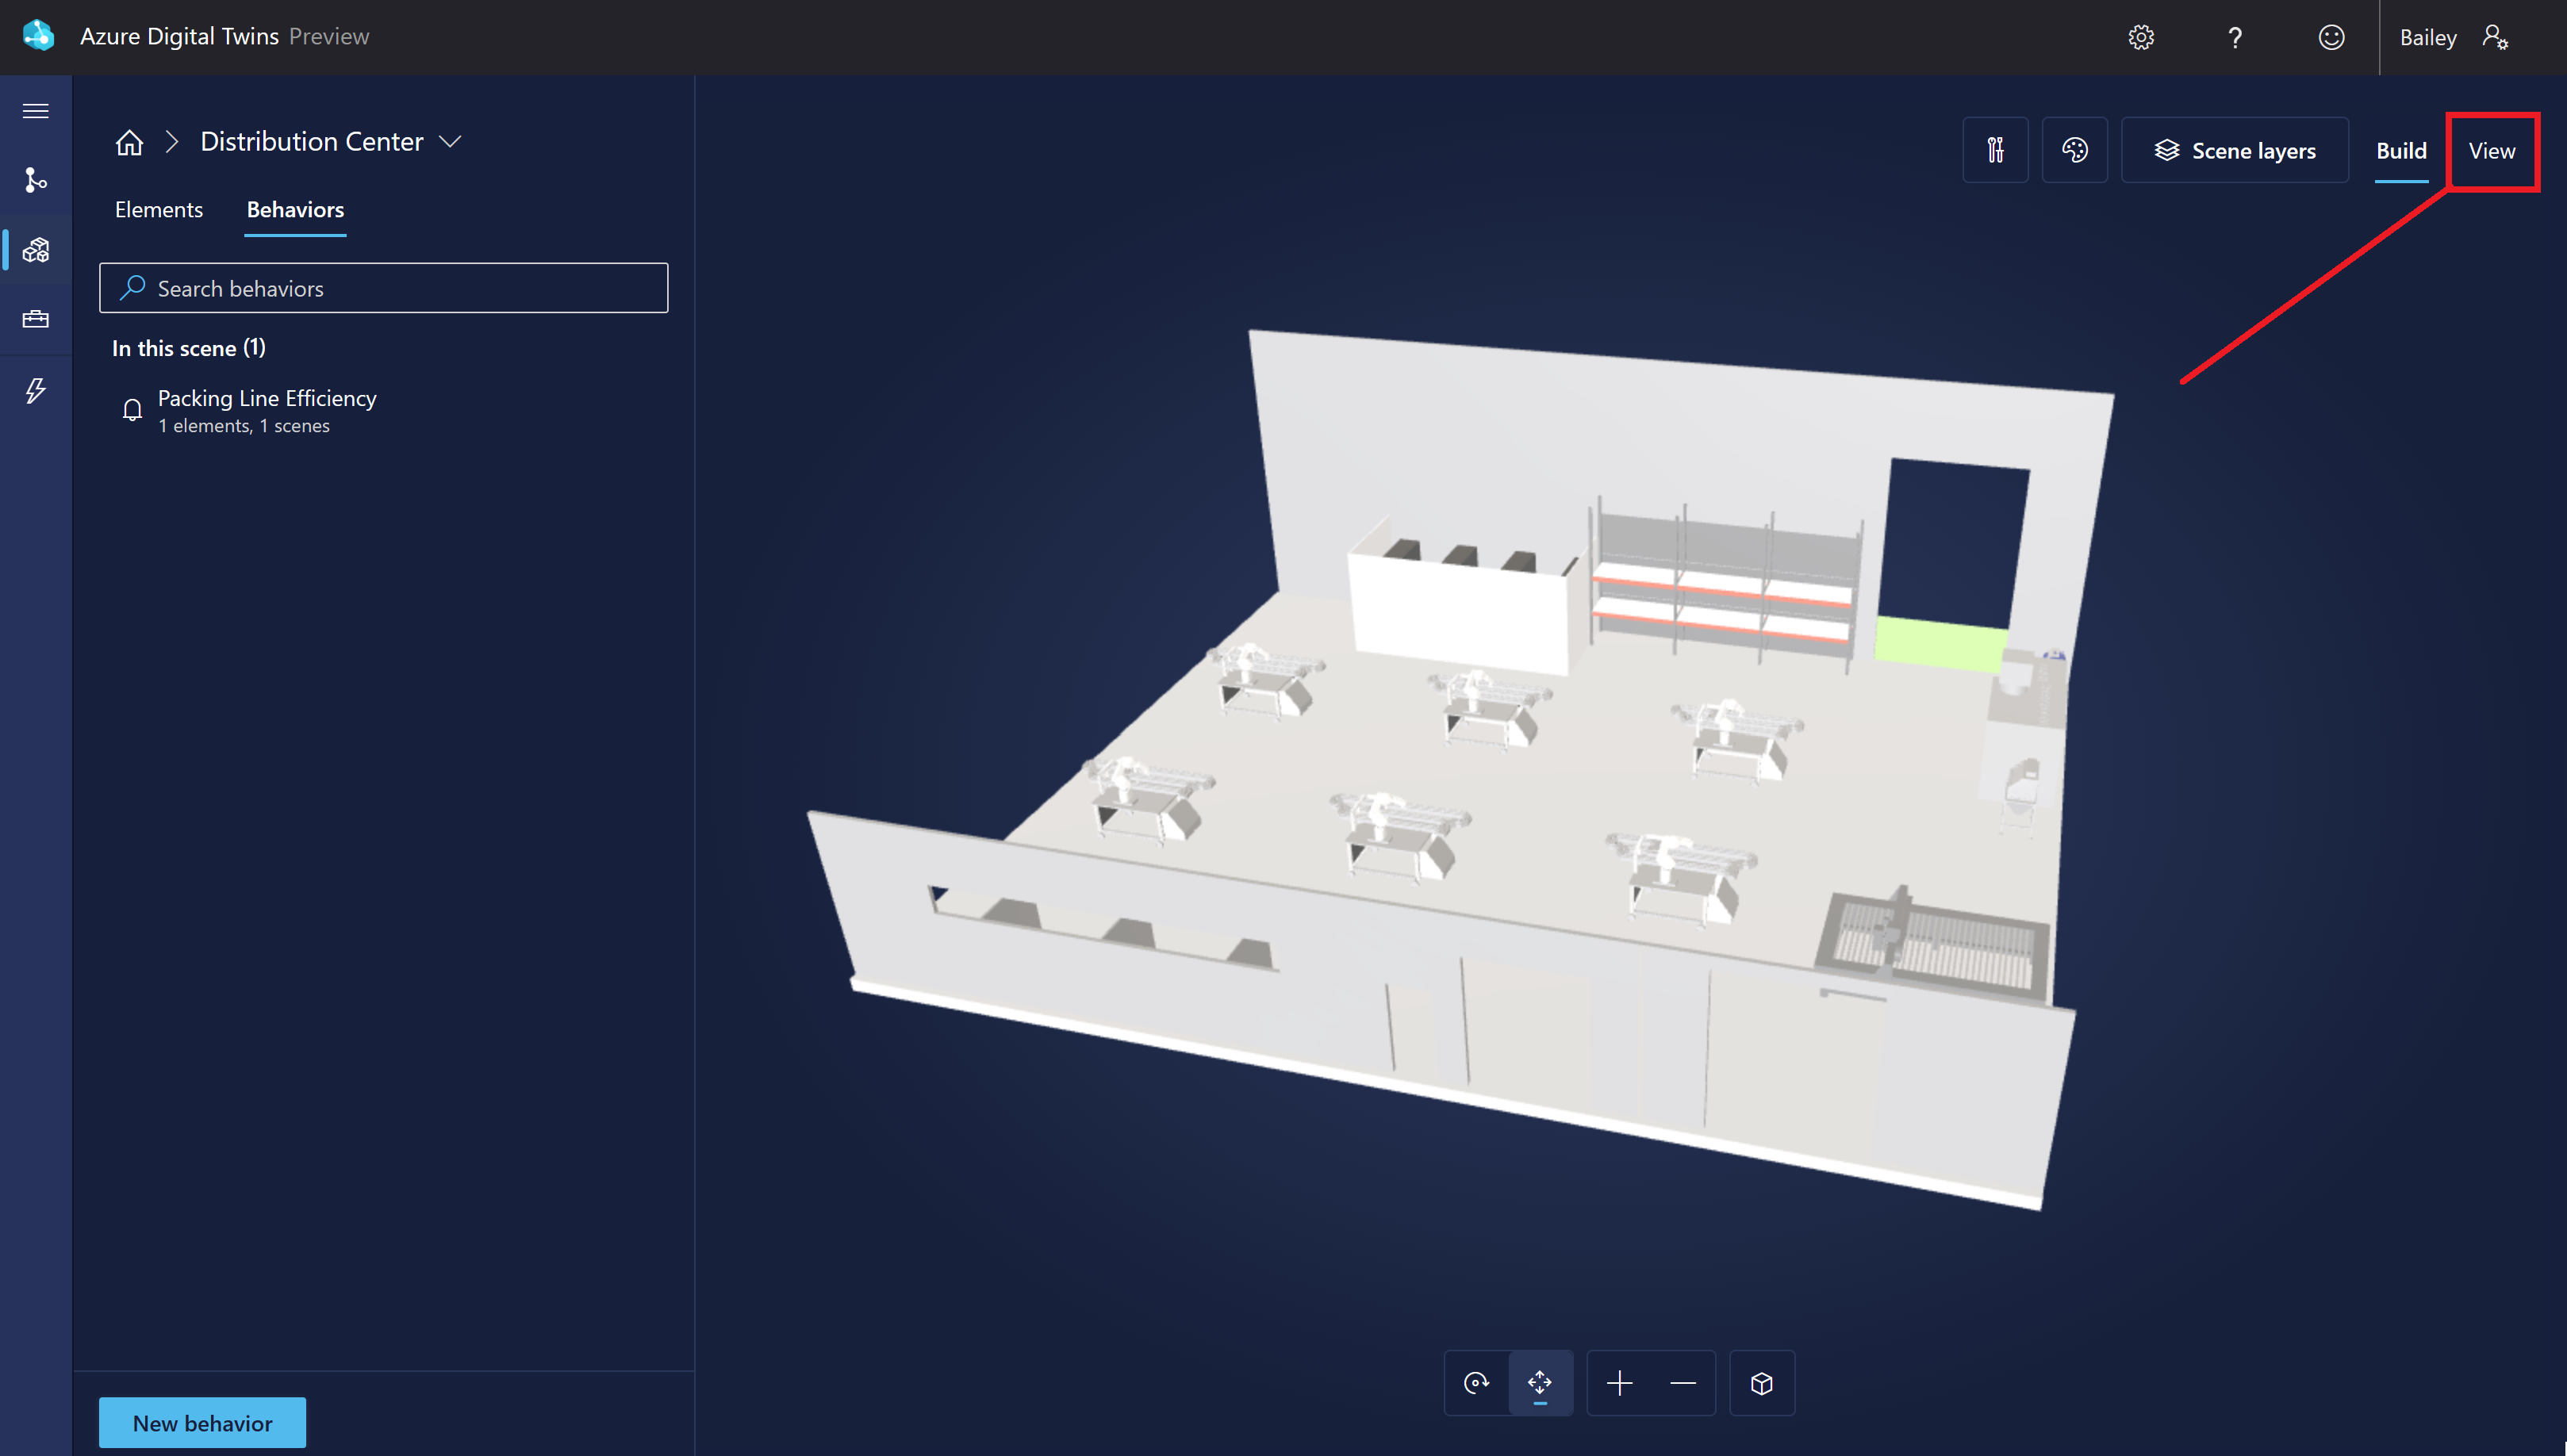 Azure Digital Twins Preview
Bailey
Distribution Center
Scene layers
Build
View
Elements
Behaviors
Search behaviors
In this scene (1)
Packing Line Efficiency
1 elements, 1 scenes
New behavior